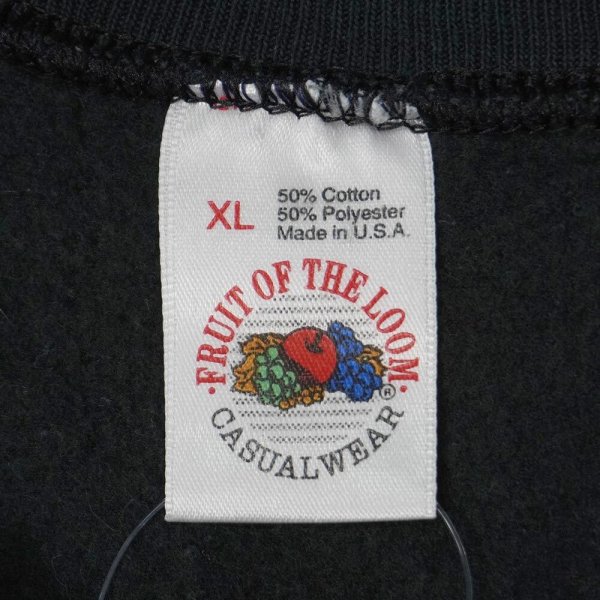 XL
50% Cotton
50% Polyester
Made in U.S.A.
·FRUIT OF THE LOOM·
®
CASUALWEAR